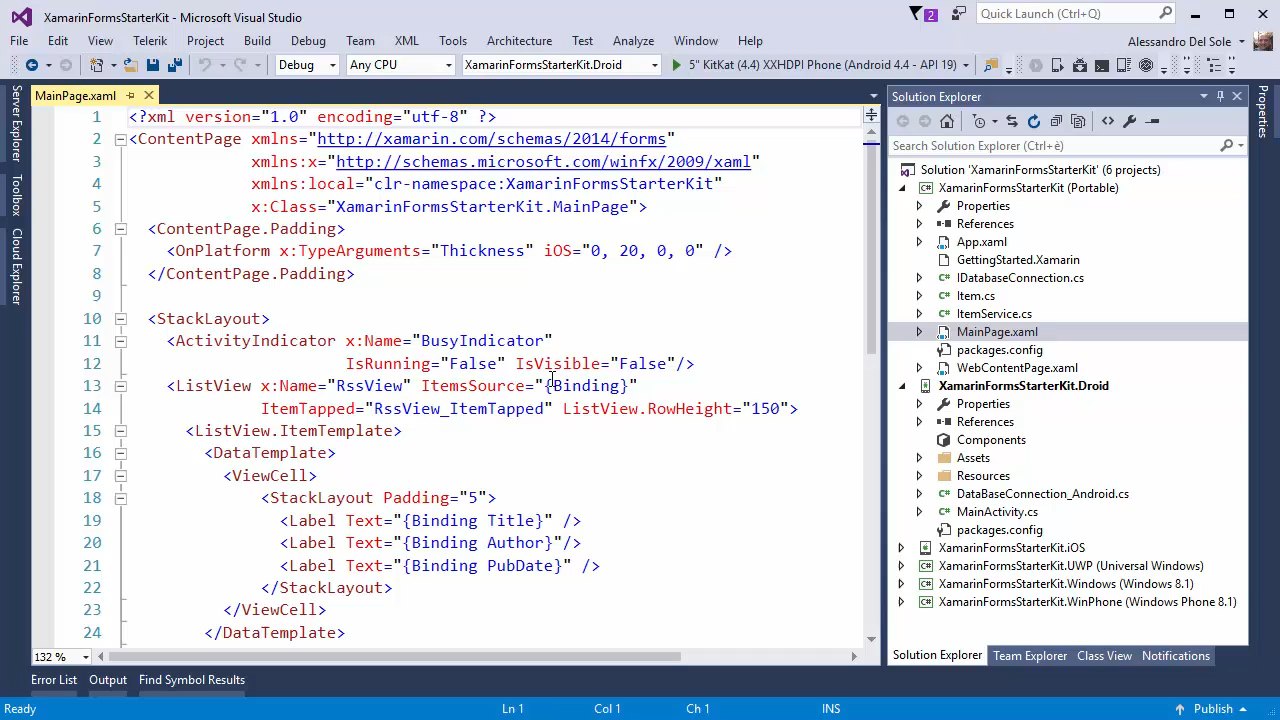 XamarinFormsStarterKit - Microsoft Visual Studio
2
Quick Launch (Ctrl+Q)
File Edit View Telerik Project Build Debug Team XML Tools Architecture Test Analyze Window Help
Alessandro Del Sole
Debug Any CPU XamarinFormsStarterKit.Droid 5" KitKat (4.4) XXHDPI Phone (Android 4.4 - API 19)
Server Explorer
Toolbox
Cloud Explorer
MainPage.xaml
1 <?xml version="1.0" encoding="utf-8" ?>
2 <ContentPage xmlns="http://xamarin.com/schemas/2014/forms"
3 xmlns:x="http://schemas.microsoft.com/winfx/2009/xaml"
4 xmlns:local="clr-namespace:XamarinFormsStarterKit"
5 x:Class="XamarinFormsStarterKit.MainPage">
6 <ContentPage.Padding>
7 <OnPlatform x:TypeArguments="Thickness" iOS="0, 20, 0, 0" />
8 </ContentPage.Padding>
9
10 <StackLayout>
11 <ActivityIndicator x:Name="BusyIndicator"
12 IsRunning="False" IsVisible="False"/>
13 <ListView x:Name="RssView" ItemsSource="{Binding}"
14 ItemTapped="RssView_ItemTapped" ListView.RowHeight="150">
15 <ListView.ItemTemplate>
16 <DataTemplate>
17 <ViewCell>
18 <StackLayout Padding="5">
19 <Label Text="{Binding Title}" />
20 <Label Text="{Binding Author}"/>
21 <Label Text="{Binding PubDate}" />
22 </StackLayout>
23 </ViewCell>
24 </DataTemplate>
132 %
Solution Explorer
Search Solution Explorer (Ctrl+è)
Solution 'XamarinFormsStarterKit' (6 projects)
XamarinFormsStarterKit (Portable)
Properties
References
App.xaml
GettingStarted.Xamarin
IDatabaseConnection.cs
Item.cs
ItemService.cs
MainPage.xaml
packages.config
WebContentPage.xaml
XamarinFormsStarterKit.Droid
Properties
References
Components
Assets
Resources
DataBaseConnection_Android.cs
MainActivity.cs
packages.config
XamarinFormsStarterKit.iOS
XamarinFormsStarterKit.UWP (Universal Windows)
XamarinFormsStarterKit.Windows (Windows 8.1)
XamarinFormsStarterKit.WinPhone (Windows Phone 8.1)
Solution Explorer Team Explorer Class View Notifications
Properties
Error List Output Find Symbol Results
Ready Ln 1 Col 1 Ch 1 INS Publish